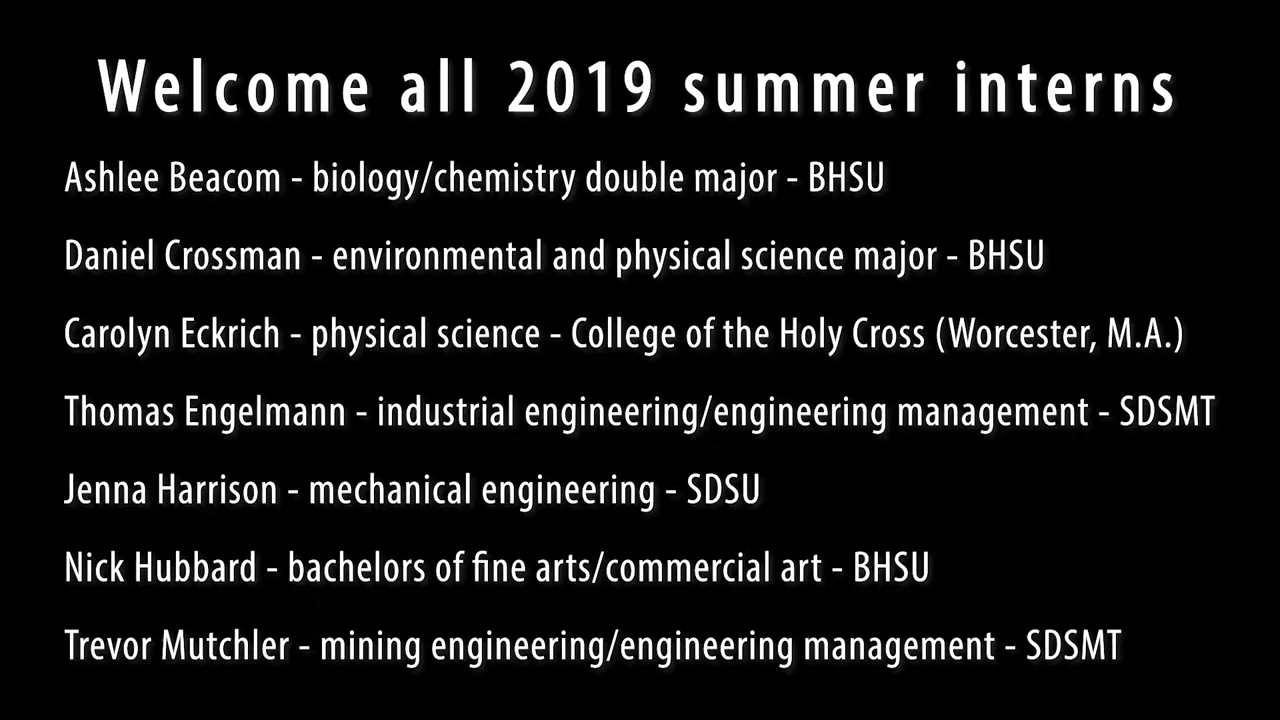 Welcome all 2019 summer interns
Ashlee Beacom - biology/chemistry double major - BHSU
Daniel Crossman - environmental and physical science major - BHSU
Carolyn Eckrich - physical science - College of the Holy Cross (Worcester, M.A.)
Thomas Engelmann - industrial engineering/engineering management - SDSMT
Jenna Harrison - mechanical engineering - SDSU
Nick Hubbard - bachelors of fine arts/commercial art - BHSU
Trevor Mutchler - mining engineering/engineering management - SDSMT